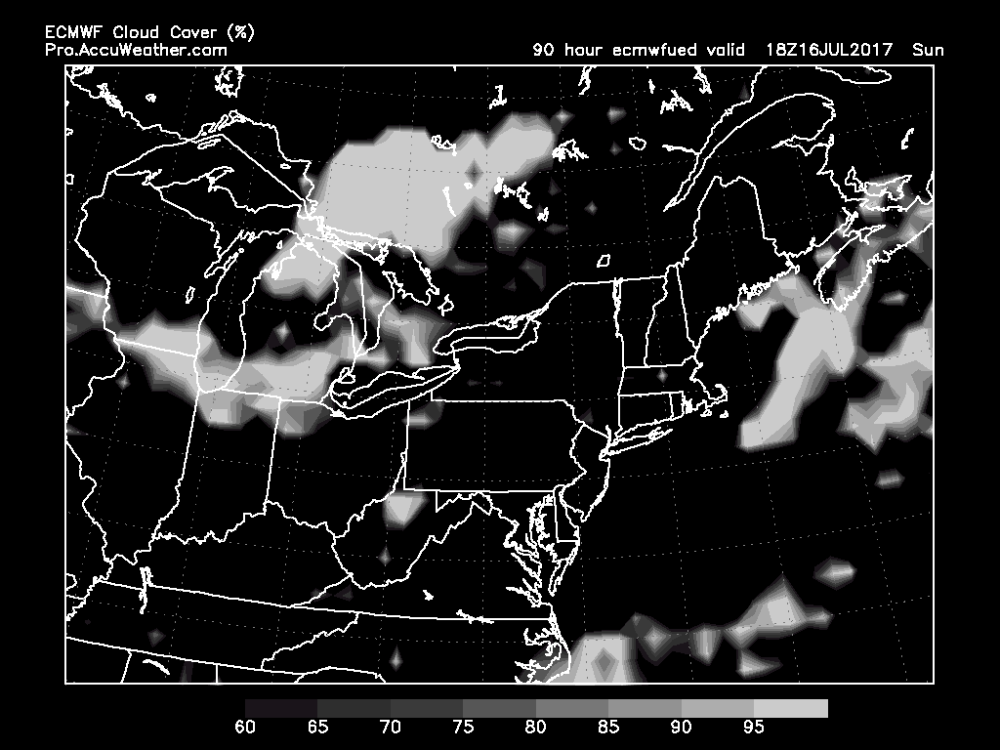 ECMWF Cloud Cover (%)
Pro.AccuWeather.com
90 hour ecmwfued valid 18Z16JUL2017 Sun
60 65 70 75 80 85 90 95